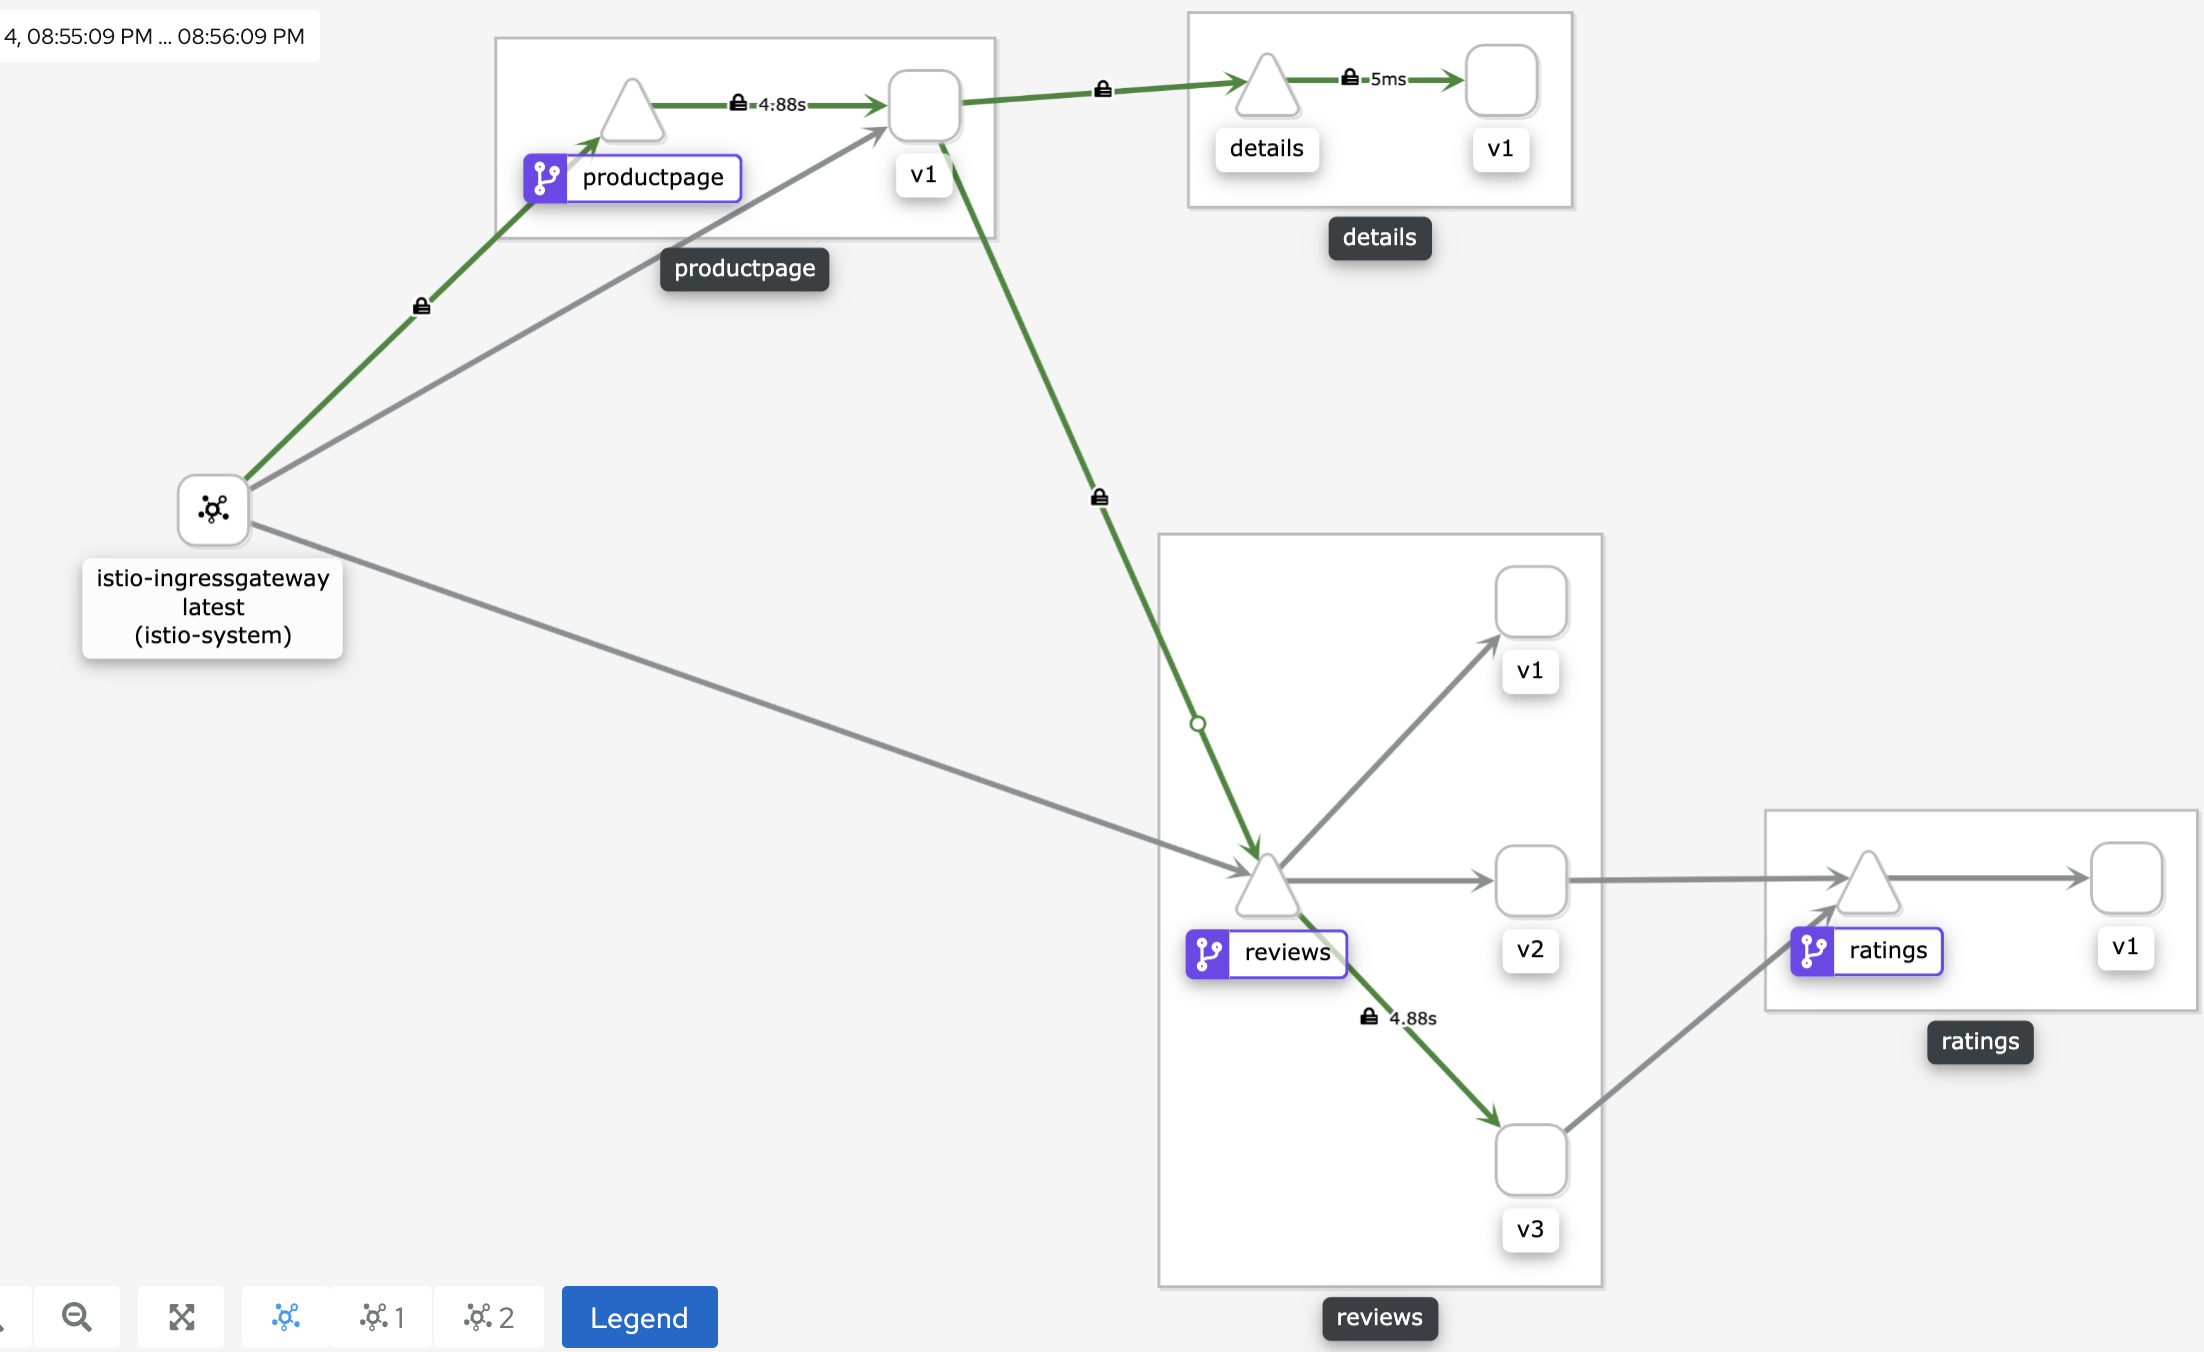 4, 08:55:09 PM ... 08:56:09 PM
4.88s
productpage
v1
productpage
5ms
details
v1
details
istio-ingressgateway
latest
(istio-system)
v1
v2
reviews
4.88s
v3
reviews
ratings
v1
ratings
1
2
Legend